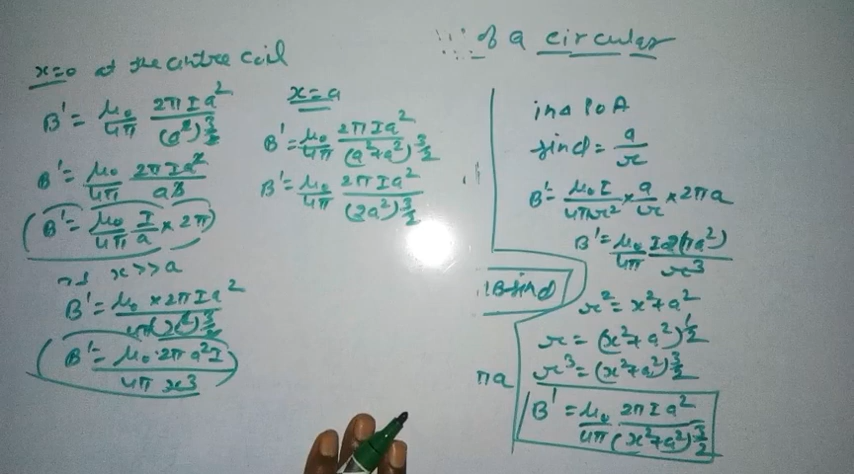 of a circular
x=0 at the centre coil
B' = μ₀/4π 2πIa²/(a²)^3/2
B' = μ₀/4π 2πIa²/a³
B' = μ₀/4π I/a × 2π
x>>a
B' = μ₀ × 2πIa²/4π(x²)^3/2
B' = μ₀·2πa²I/4π x³
x=a
B' = μ₀/4π 2πIa²/(a²+a²)^3/2
B' = μ₀/4π 2πIa²/(2a²)^3/2
in Δ POA
sin∅ = a/r
B' = μ₀I/4πr² × a/r × 2πa
B' = μ₀/4π I2(πa²)/r³
B sin∅
r² = x²+a²
r = (x²+a²)^1/2
r³ = (x²+a²)^3/2
πa
B' = μ₀/4π 2πIa²/(x²+a²)^3/2